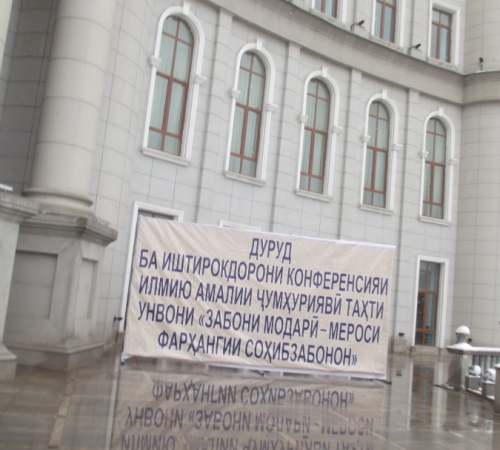 ДУРУД
БА ИШТИРОКДОРОНИ КОНФЕРЕНСИЯИ
ИЛМИЮ АМАЛИИ ҶУМҲУРИЯВӢ ТАҲТИ
УНВОНИ «ЗАБОНИ МОДАРӢ – МЕРОСИ
ФАРҲАНГИИ СОҲИБЗАБОНОН»